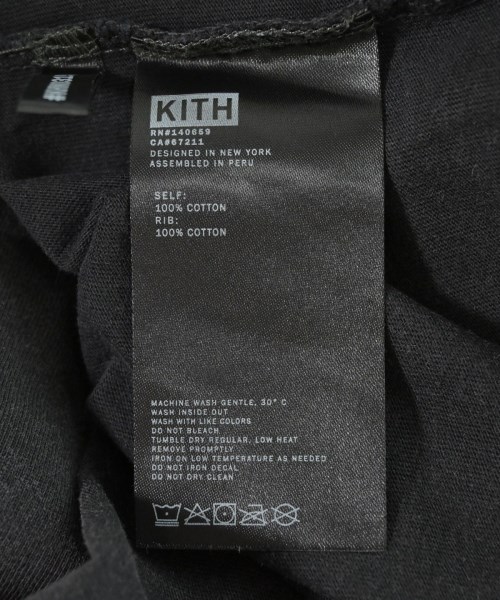 KITH
RN#140659
CA#67211
DESIGNED IN NEW YORK
ASSEMBLED IN PERU
SELF:
100% COTTON
RIB:
100% COTTON
MACHINE WASH GENTLE, 30° C
WASH INSIDE OUT
WASH WITH LIKE COLORS
DO NOT BLEACH
TUMBLE DRY REGULAR, LOW HEAT
REMOVE PROMPTLY
IRON ON LOW TEMPERATURE AS NEEDED
DO NOT IRON DECAL
DO NOT DRY CLEAN